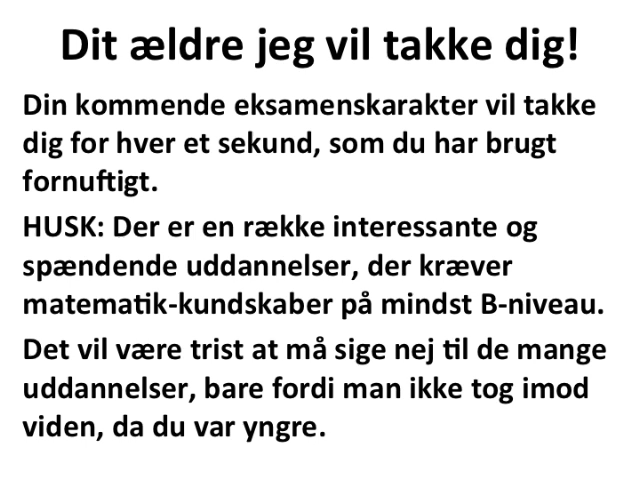 Dit ældre jeg vil takke dig!
Din kommende eksamenskarakter vil takke
dig for hver et sekund, som du har brugt
fornuftigt.
HUSK: Der er en række interessante og
spændende uddannelser, der kræver
matematik-kundskaber på mindst B-niveau.
Det vil være trist at må sige nej til de mange
uddannelser, bare fordi man ikke tog imod
viden, da du var yngre.